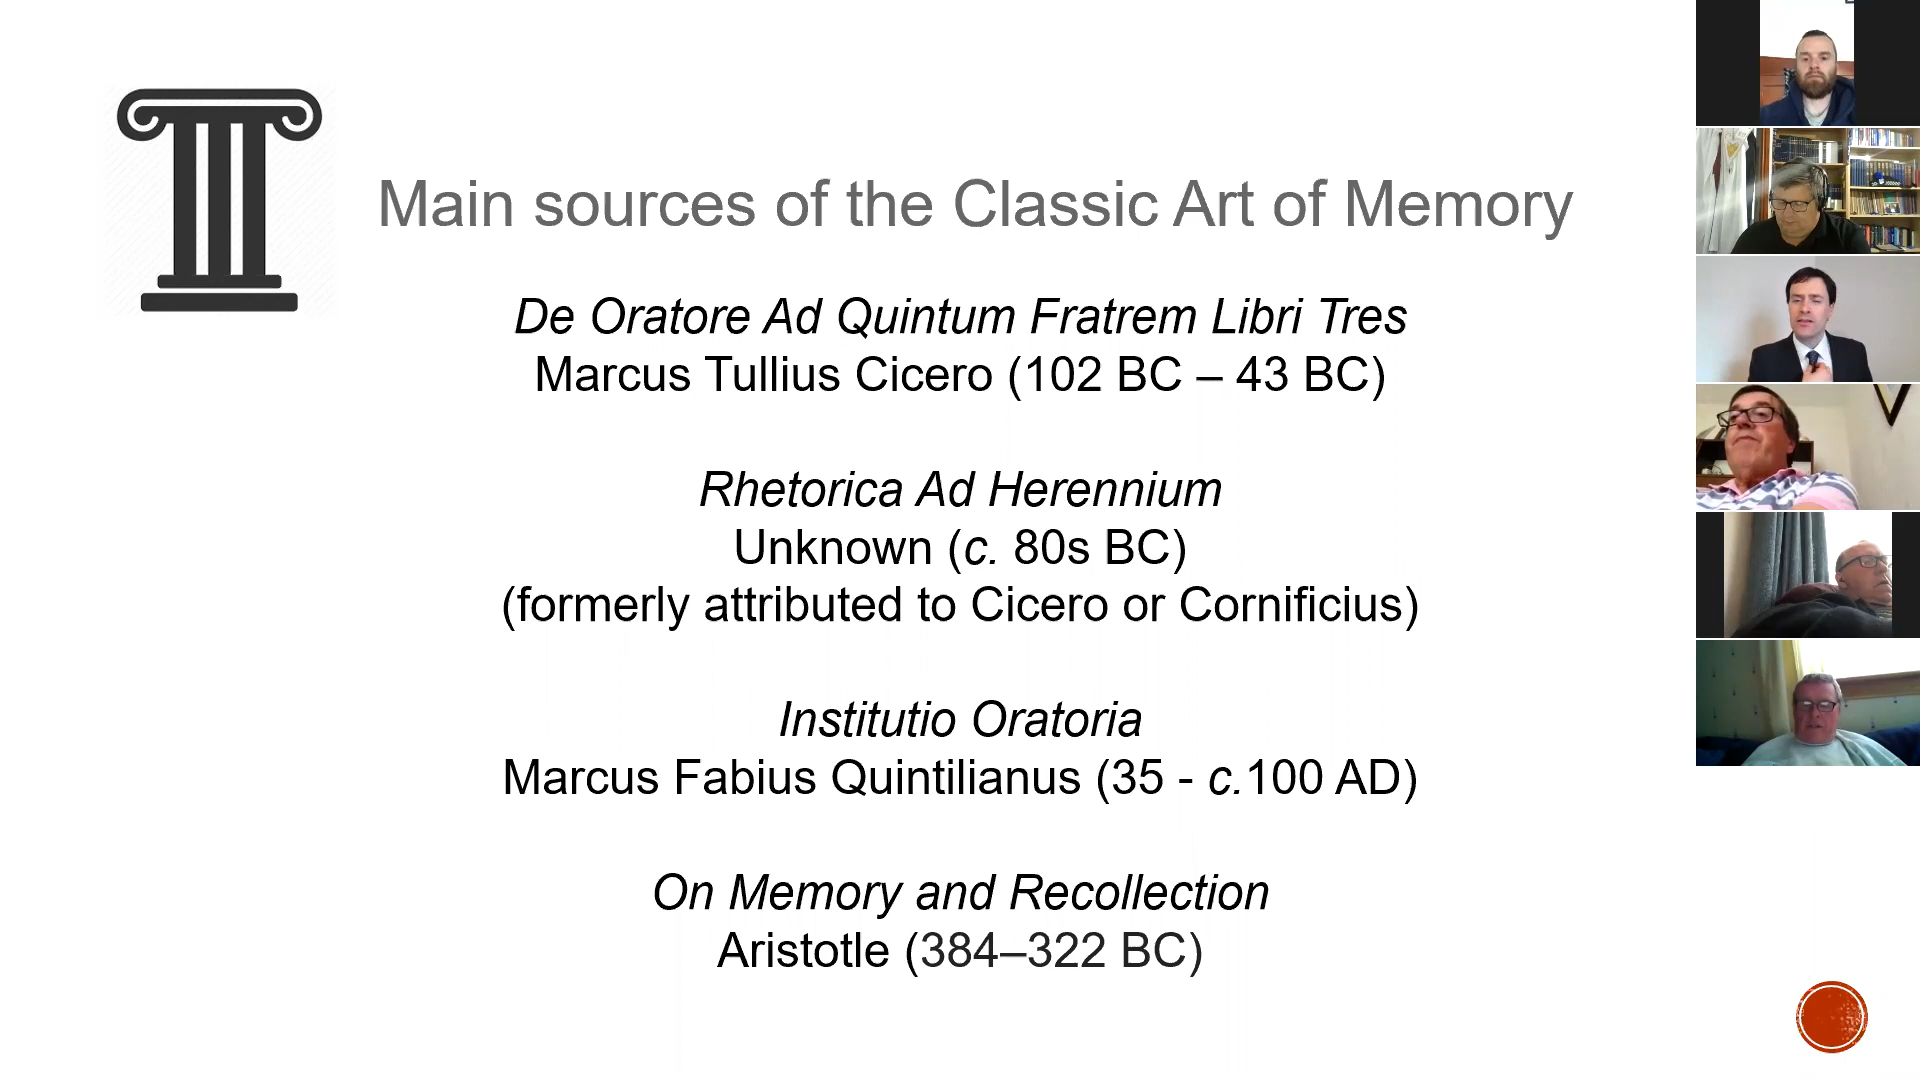 Main sources of the Classic Art of Memory
De Oratore Ad Quintum Fratrem Libri Tres
Marcus Tullius Cicero (102 BC – 43 BC)
Rhetorica Ad Herennium
Unknown (c. 80s BC)
(formerly attributed to Cicero or Cornificius)
Institutio Oratoria
Marcus Fabius Quintilianus (35 - c.100 AD)
On Memory and Recollection
Aristotle (384–322 BC)